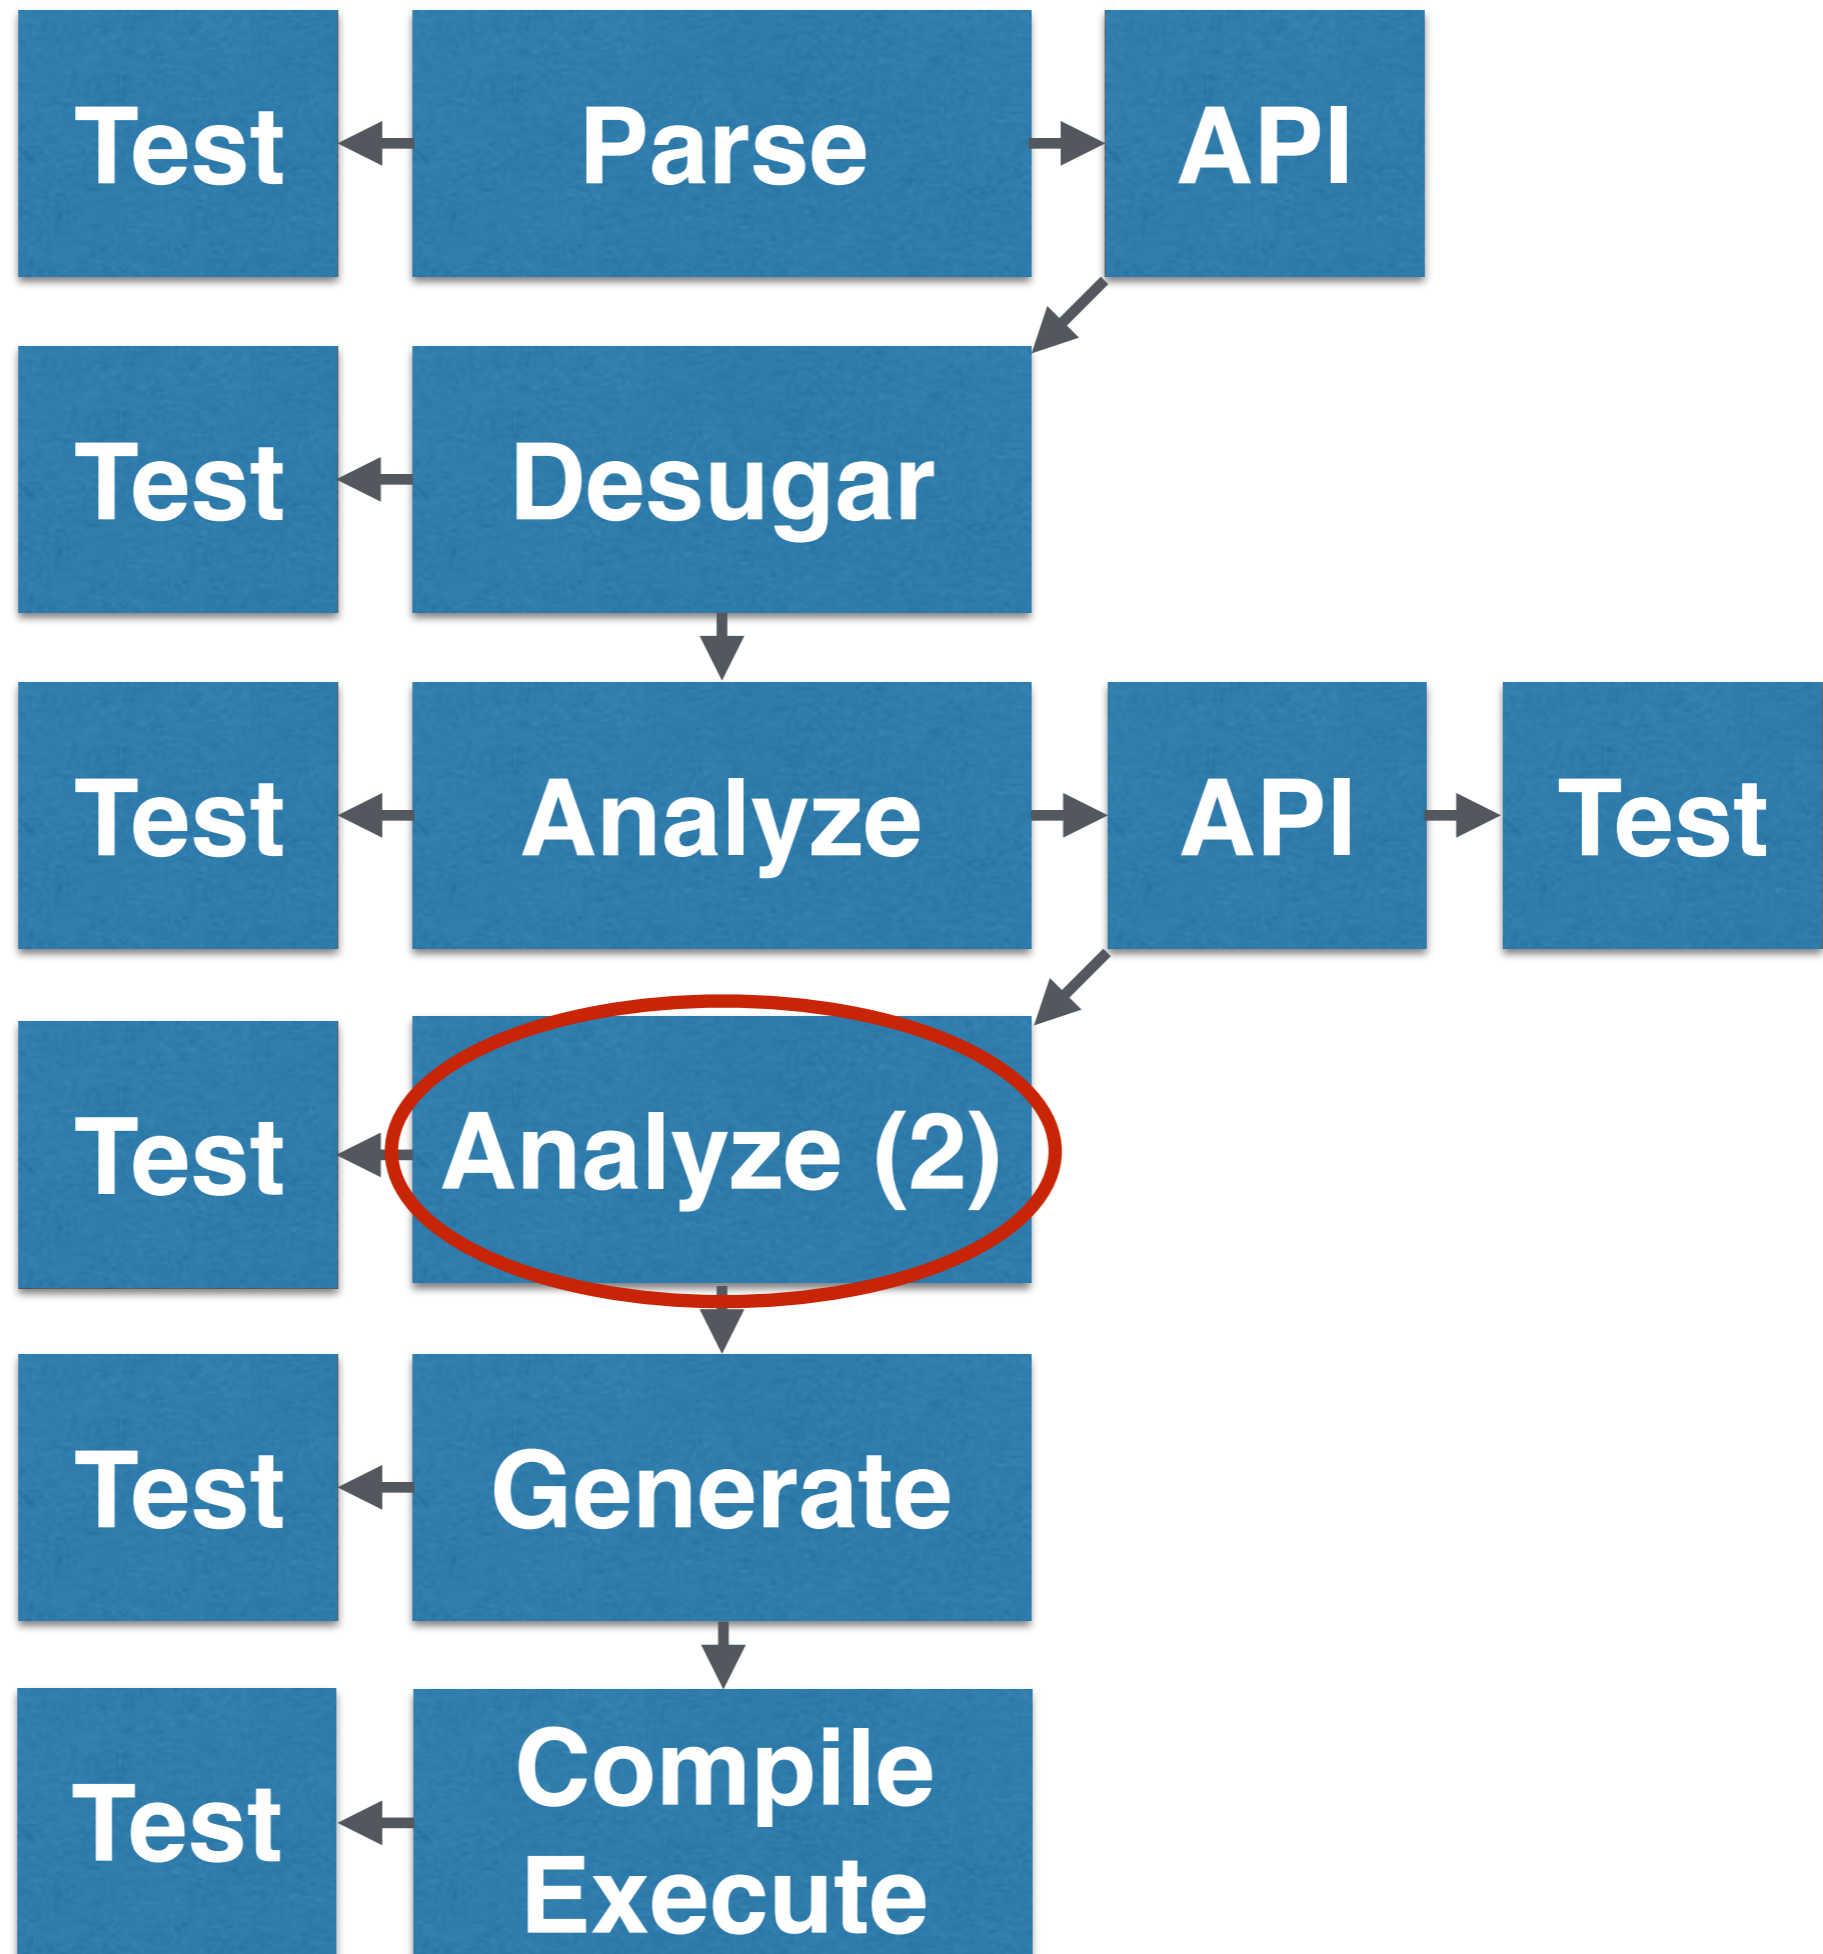 Test
Parse
API
Test
Desugar
Test
Analyze
API
Test
Test
Analyze (2)
Test
Generate
Test
Compile
Execute